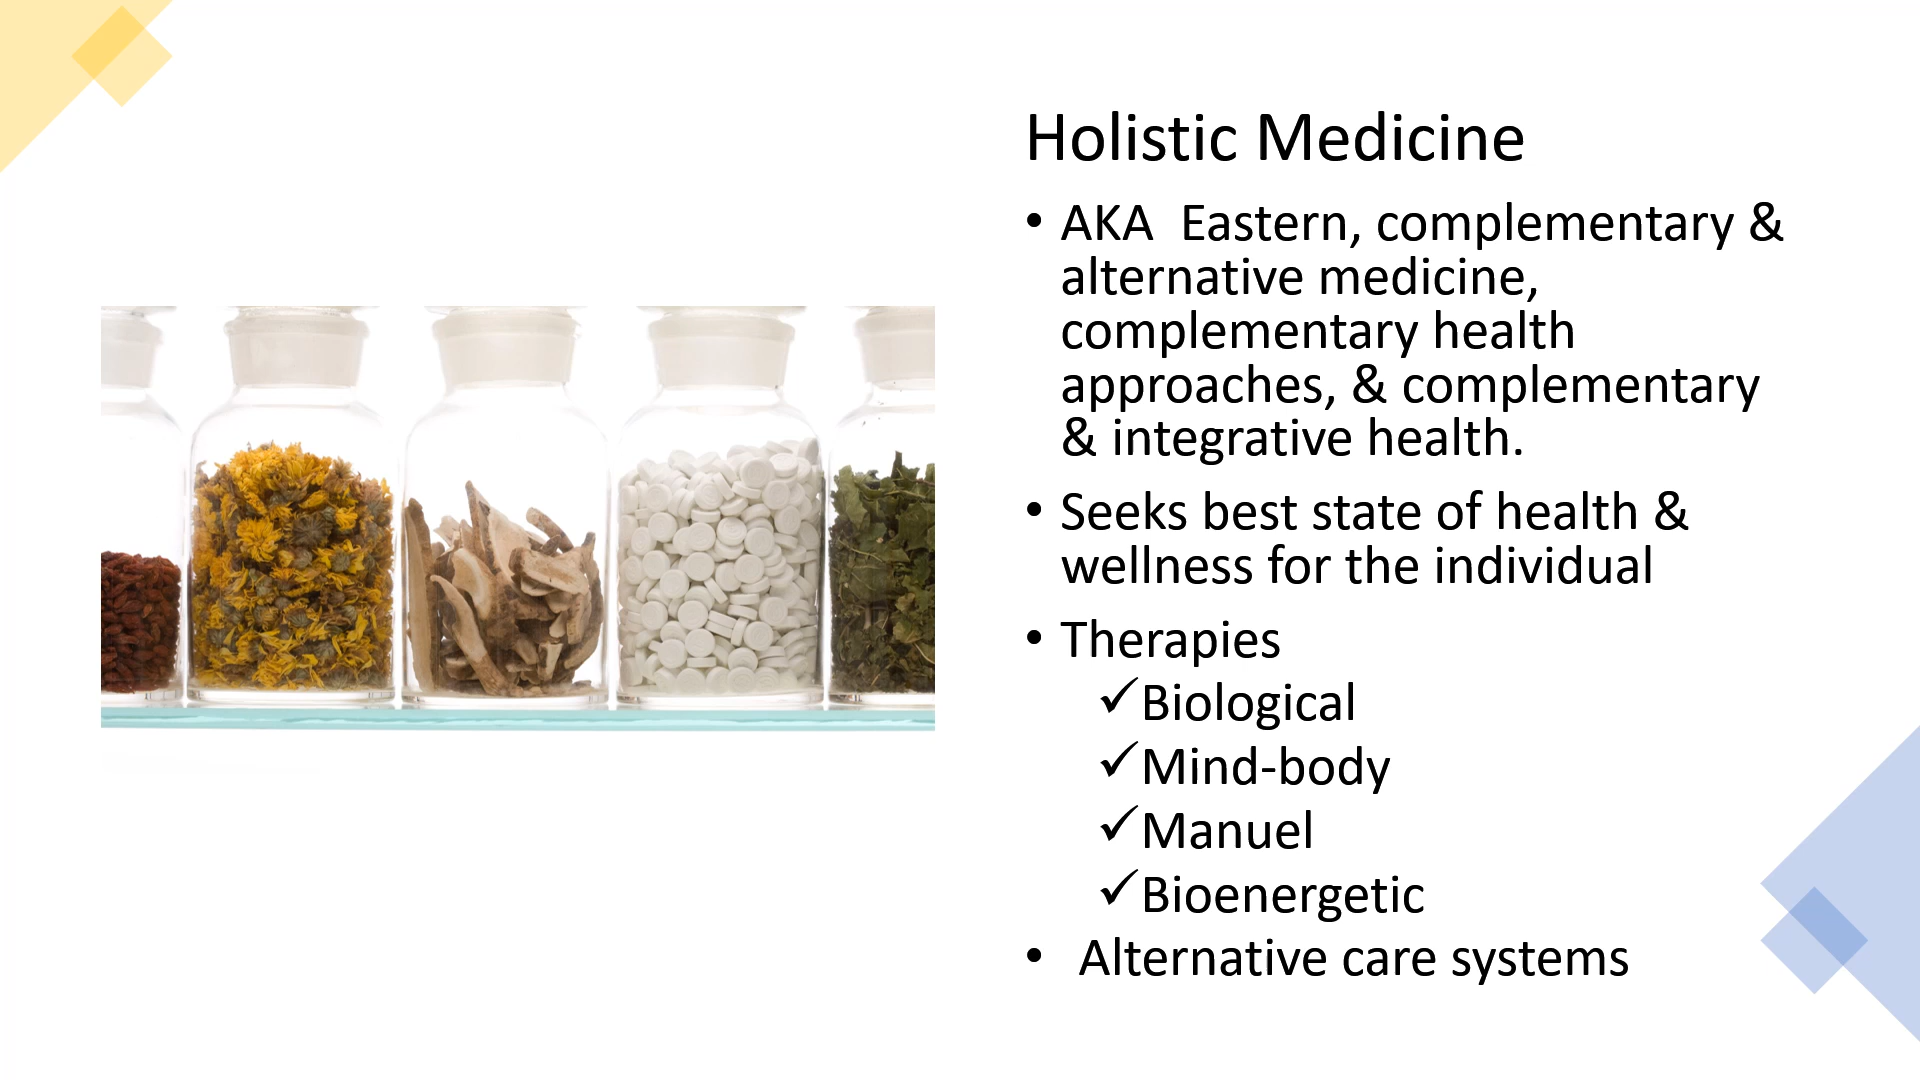 Holistic Medicine
• AKA  Eastern, complementary &
alternative medicine,
complementary health
approaches, & complementary
& integrative health.
• Seeks best state of health &
wellness for the individual
• Therapies
✓Biological
✓Mind-body
✓Manuel
✓Bioenergetic
• Alternative care systems